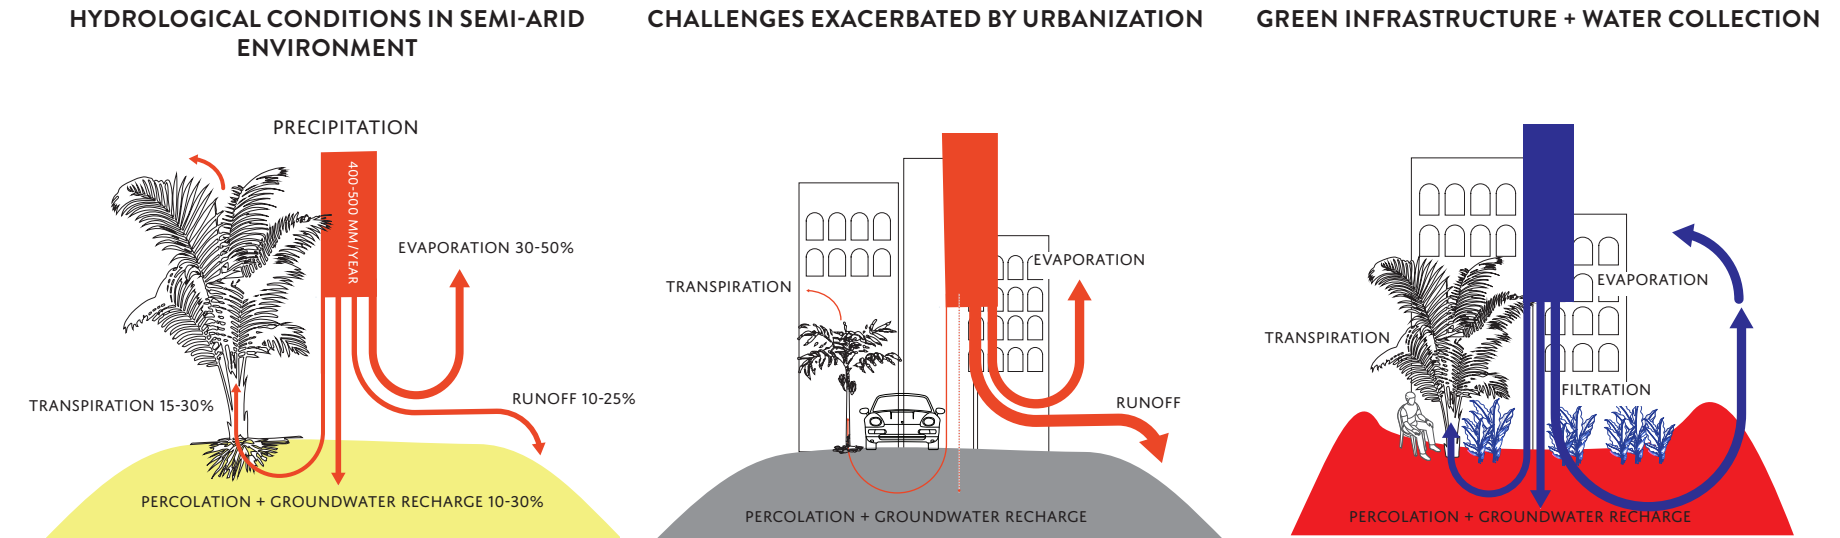 HYDROLOGICAL CONDITIONS IN SEMI-ARID
ENVIRONMENT
PRECIPITATION
400-500 MM/YEAR
EVAPORATION 30-50%
TRANSPIRATION 15-30%
RUNOFF 10-25%
PERCOLATION + GROUNDWATER RECHARGE 10-30%
CHALLENGES EXACERBATED BY URBANIZATION
EVAPORATION
TRANSPIRATION
RUNOFF
PERCOLATION + GROUNDWATER RECHARGE
GREEN INFRASTRUCTURE + WATER COLLECTION
EVAPORATION
TRANSPIRATION
FILTRATION
PERCOLATION + GROUNDWATER RECHARGE